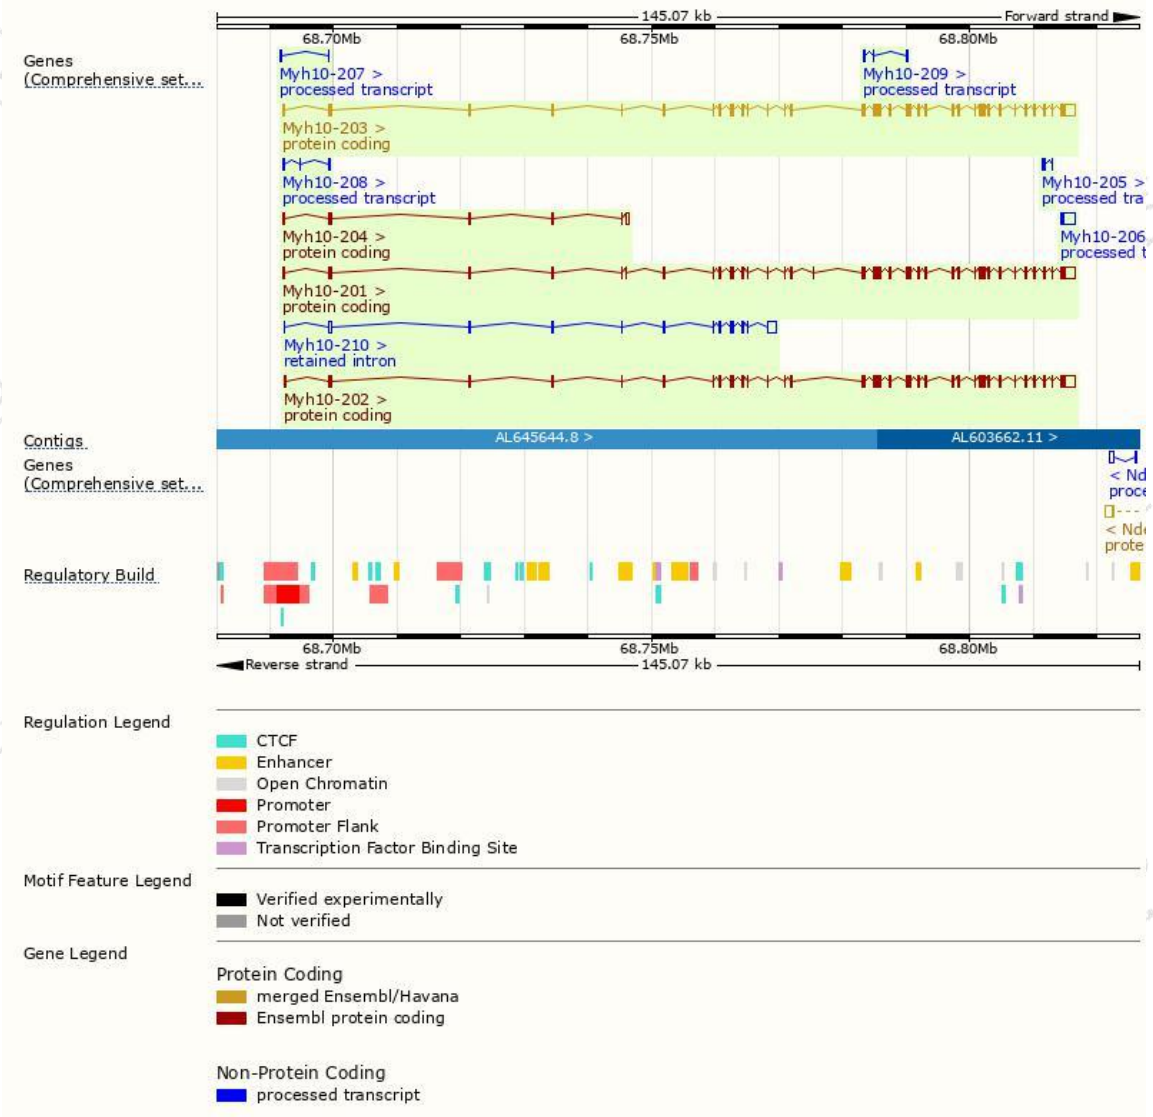 145.07 kb
Forward strand
68.70Mb 68.75Mb 68.80Mb
Genes
(Comprehensive set...
Myh10-207 >
processed transcript
Myh10-209 >
processed transcript
Myh10-203 >
protein coding
Myh10-208 >
processed transcript
Myh10-205 >
processed tra
Myh10-204 >
protein coding
Myh10-206
processed t
Myh10-201 >
protein coding
Myh10-210 >
retained intron
Myh10-202 >
protein coding
Contigs
AL645644.8 >
AL603662.11 >
Genes
(Comprehensive set...
< Nd
proce
< Nde
prote
Regulatory Build
68.70Mb 68.75Mb 68.80Mb
Reverse strand
145.07 kb
Regulation Legend
CTCF
Enhancer
Open Chromatin
Promoter
Promoter Flank
Transcription Factor Binding Site
Motif Feature Legend
Verified experimentally
Not verified
Gene Legend
Protein Coding
merged Ensembl/Havana
Ensembl protein coding
Non-Protein Coding
processed transcript